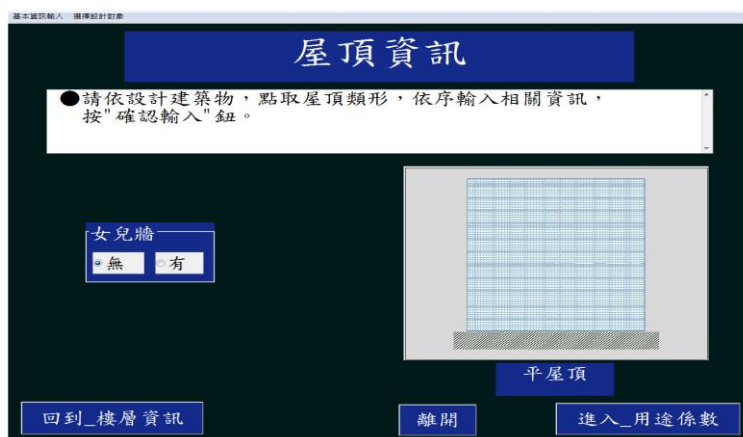 基本資訊輸入 選擇設計對象
屋頂資訊
●請依設計建築物，點取屋頂類形，依序輸入相關資訊，
按"確認輸入"鈕。
女兒牆
無 有
平屋頂
回到_樓層資訊 離開 進入_用途係數